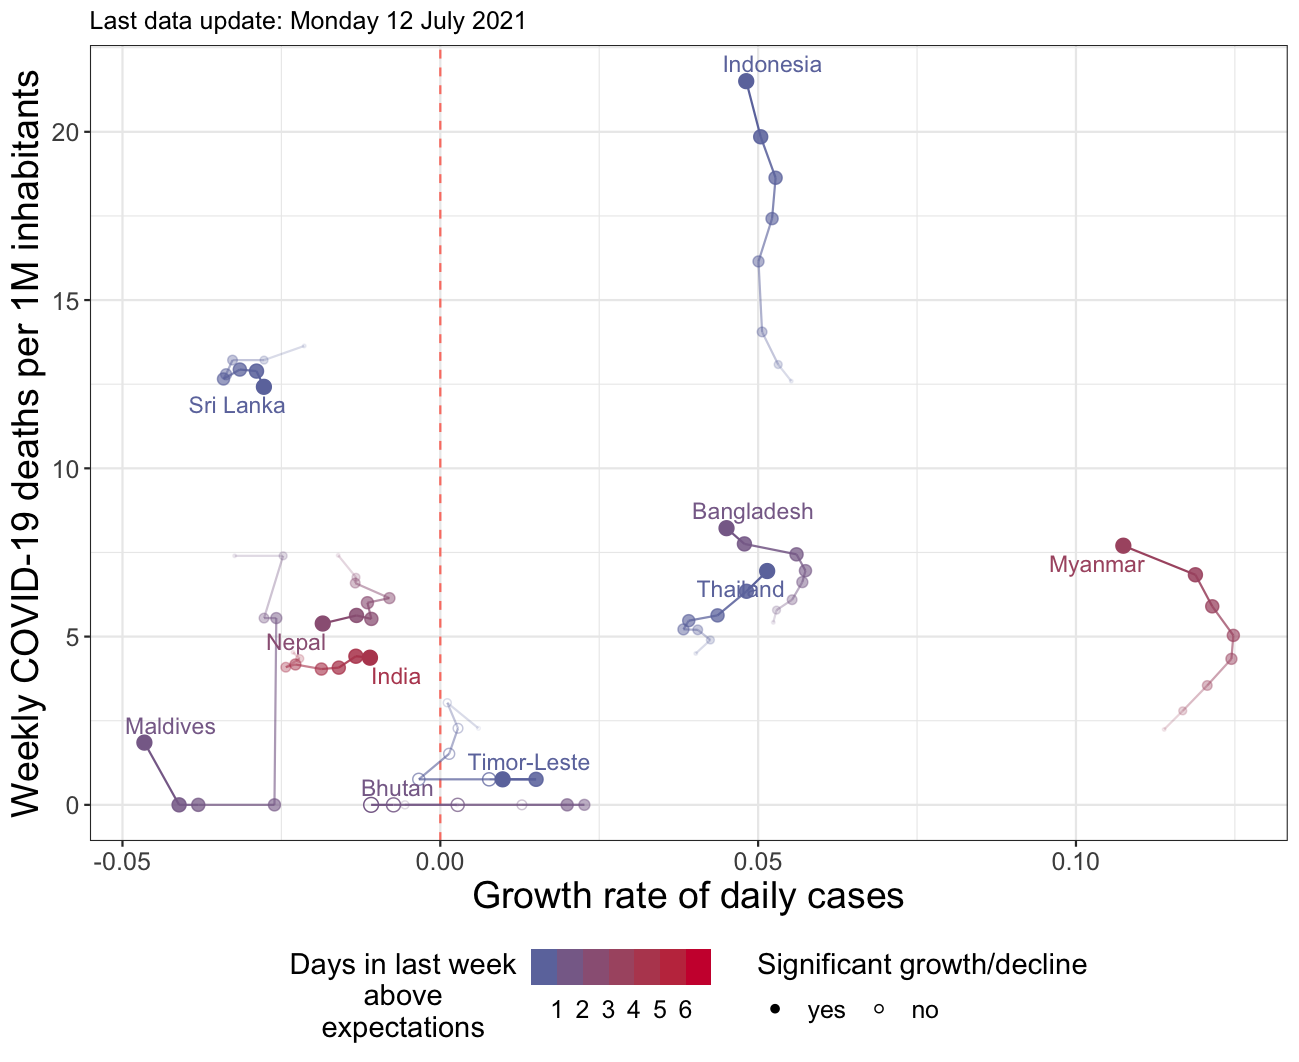 Last data update: Monday 12 July 2021
Weekly COVID-19 deaths per 1M inhabitants
20
15
10
5
0
Indonesia
Sri Lanka
Bangladesh
Myanmar
Thailand
Nepal
India
Maldives
Timor-Leste
Bhutan
-0.05
0.00
0.05
0.10
Growth rate of daily cases
Days in last week
above
expectations
1 2 3 4 5 6
Significant growth/decline
yes
no